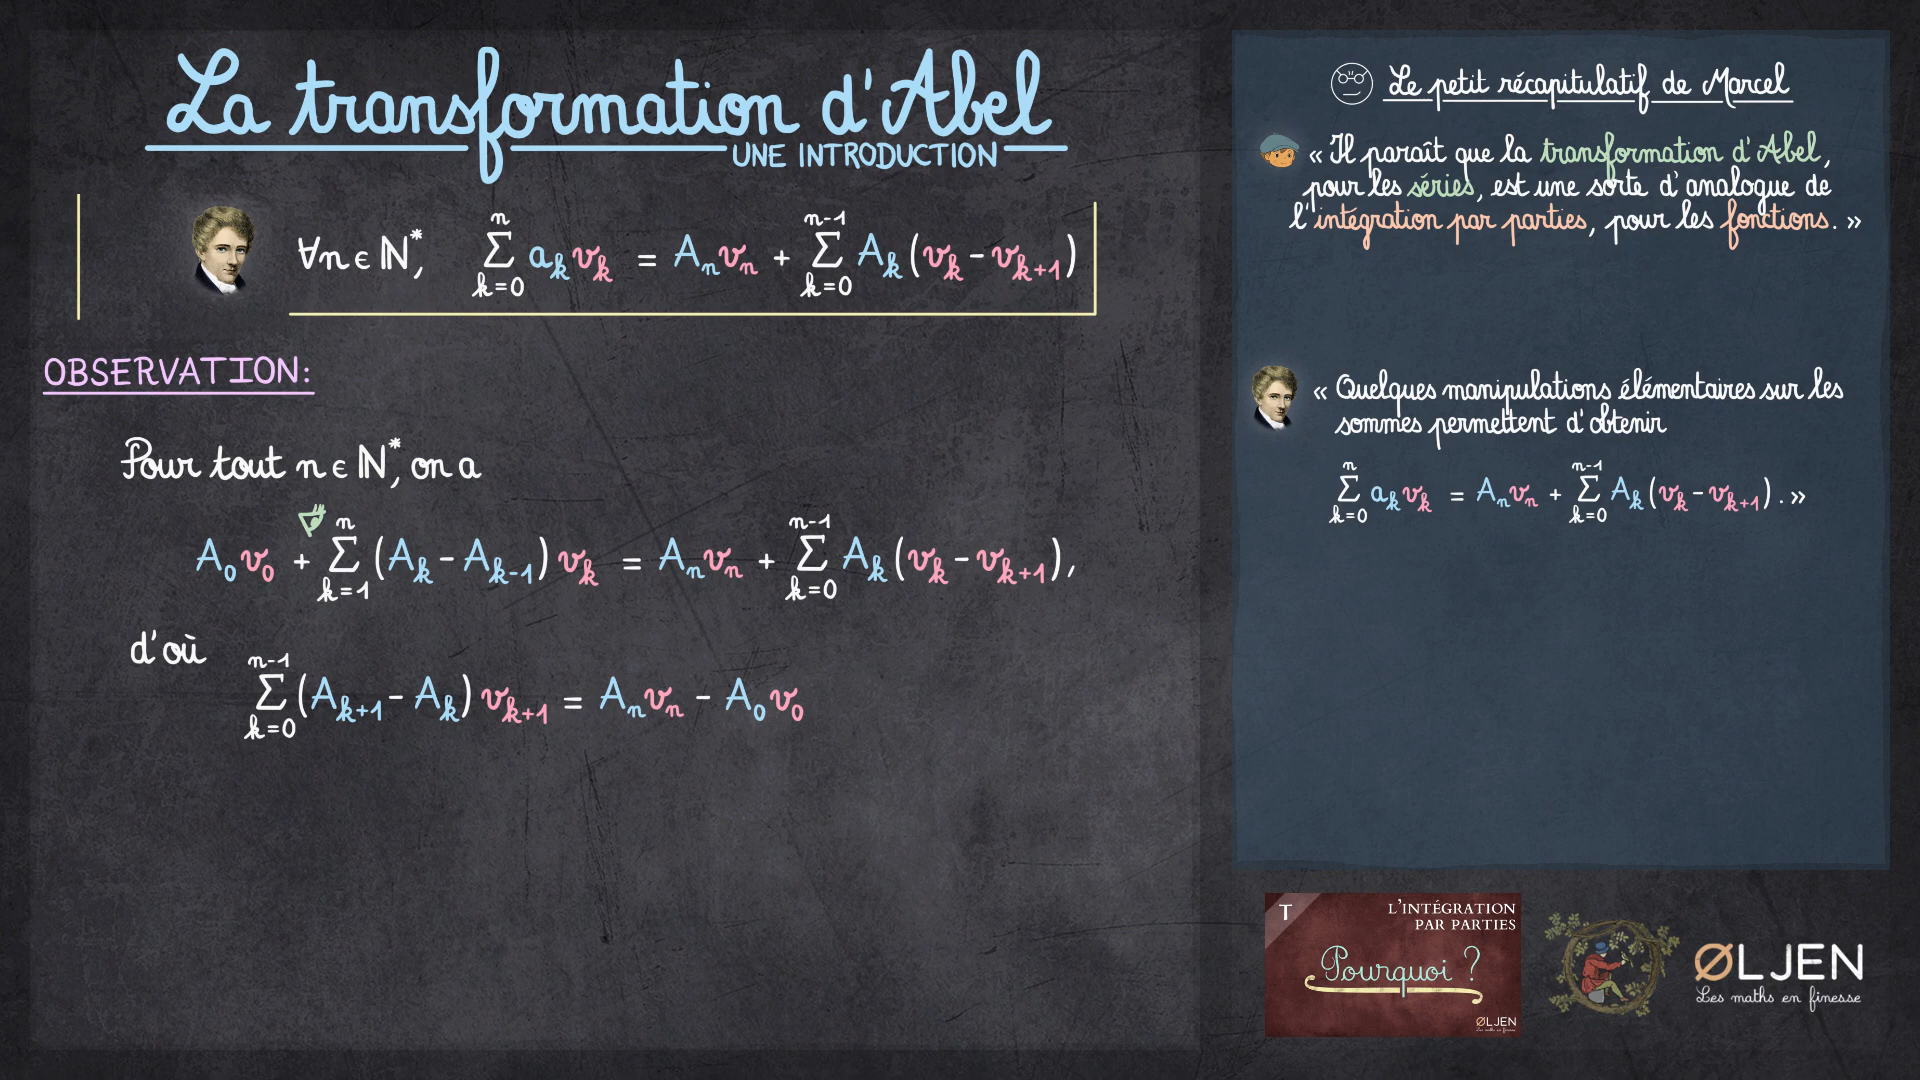 La transformation d'Abel
UNE INTRODUCTION
∀n ∈ ℕ*, ∑_{k=0}^{n} a_k v_k = A_n v_n + ∑_{k=0}^{n-1} A_k (v_k - v_{k+1})
OBSERVATION:
Pour tout n ∈ ℕ*, on a
A_0 v_0 + ∑_{k=1}^{n} (A_k - A_{k-1}) v_k = A_n v_n + ∑_{k=0}^{n-1} A_k (v_k - v_{k+1}),
d'où
∑_{k=0}^{n-1} (A_{k+1} - A_k) v_{k+1} = A_n v_n - A_0 v_0
Le petit récapitulatif de Marcel
« Il paraît que la transformation d'Abel,
pour les séries, est une sorte d'analogue de
l'intégration par parties, pour les fonctions. »
« Quelques manipulations élémentaires sur les
sommes permettent d'obtenir
∑_{k=0}^{n} a_k v_k = A_n v_n + ∑_{k=0}^{n-1} A_k (v_k - v_{k+1}). »
T
L'INTÉGRATION
PAR PARTIES
Pourquoi ?
ØLJEN
ØLJEN
Les maths en finesse